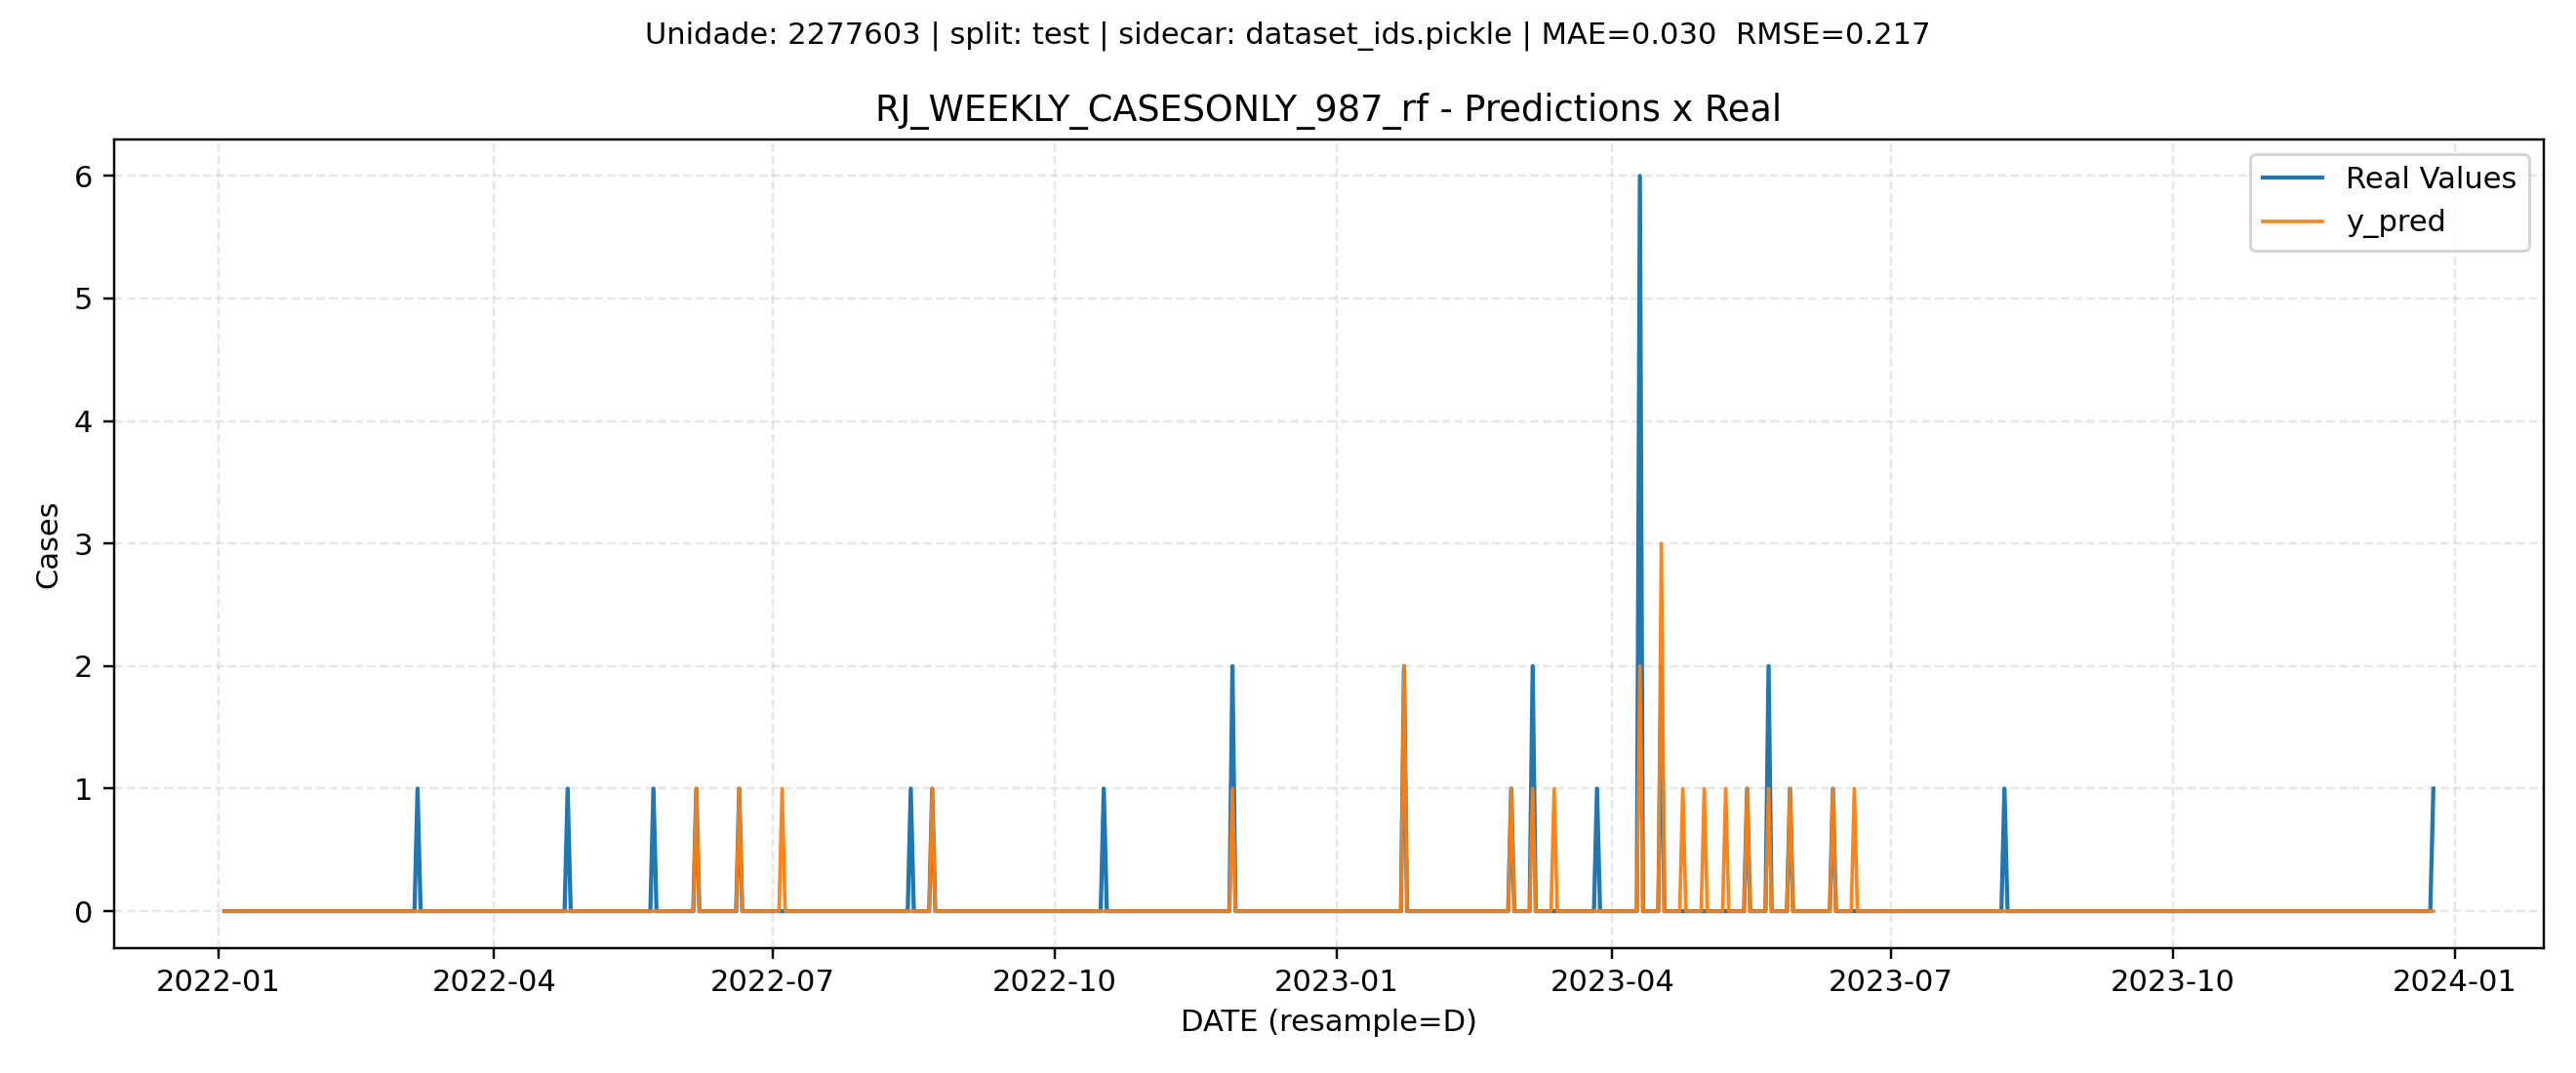 Unidade: 2277603 | split: test | sidecar: dataset_ids.pickle | MAE=0.030  RMSE=0.217
RJ_WEEKLY_CASESONLY_987_rf - Predictions x Real
Real Values
y_pred
Cases
6
5
4
3
2
1
0
2022-01
2022-04
2022-07
2022-10
2023-01
2023-04
2023-07
2023-10
2024-01
DATE (resample=D)